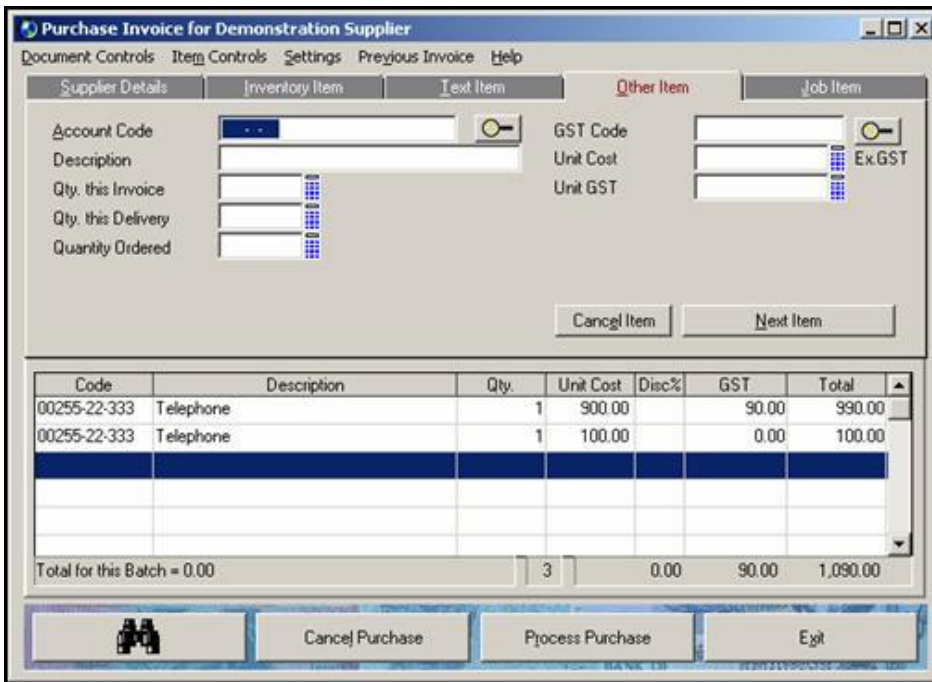 Purchase Invoice for Demonstration Supplier
Document Controls Item Controls Settings Previous Invoice Help
Supplier Details Inventory Item Text Item Other Item Job Item
Account Code - - GST Code
Description Unit Cost Ex.GST
Qty. this Invoice Unit GST
Qty. this Delivery
Quantity Ordered
Cancel Item Next Item
Code Description Qty. Unit Cost Disc% GST Total
00255-22-333 Telephone 1 900.00 90.00 990.00
00255-22-333 Telephone 1 100.00 0.00 100.00
Total for this Batch = 0.00 3 0.00 90.00 1,090.00
Cancel Purchase Process Purchase Exit